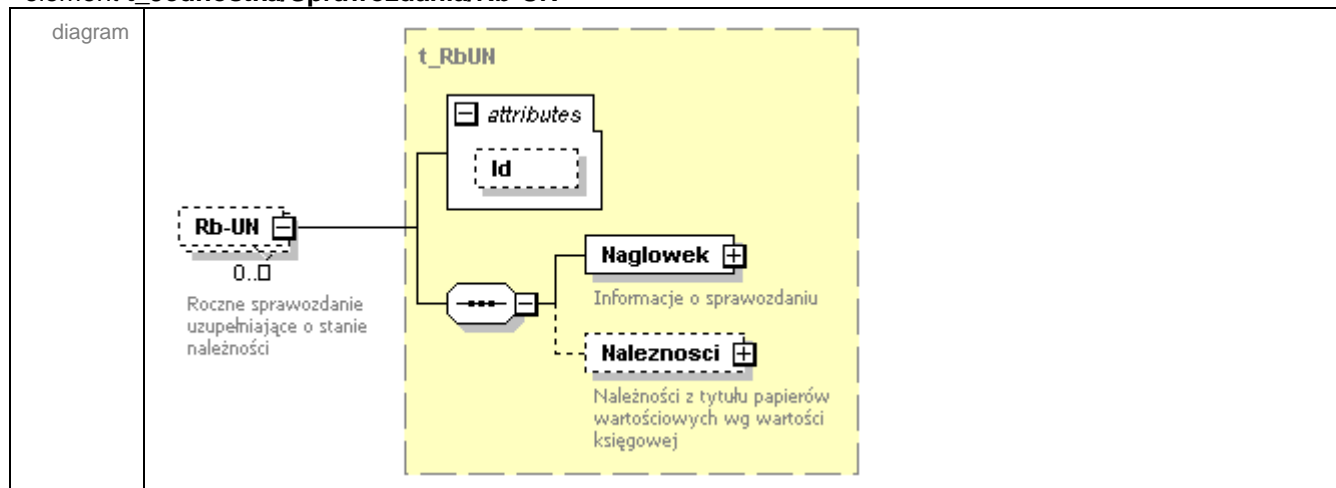 diagram
t_RbUN
attributes
Id
Rb-UN
0..
Roczne sprawozdanie
uzupełniające o stanie
należności
Naglowek
Informacje o sprawozdaniu
Naleznosci
Należności z tytułu papierów
wartościowych wg wartości
księgowej